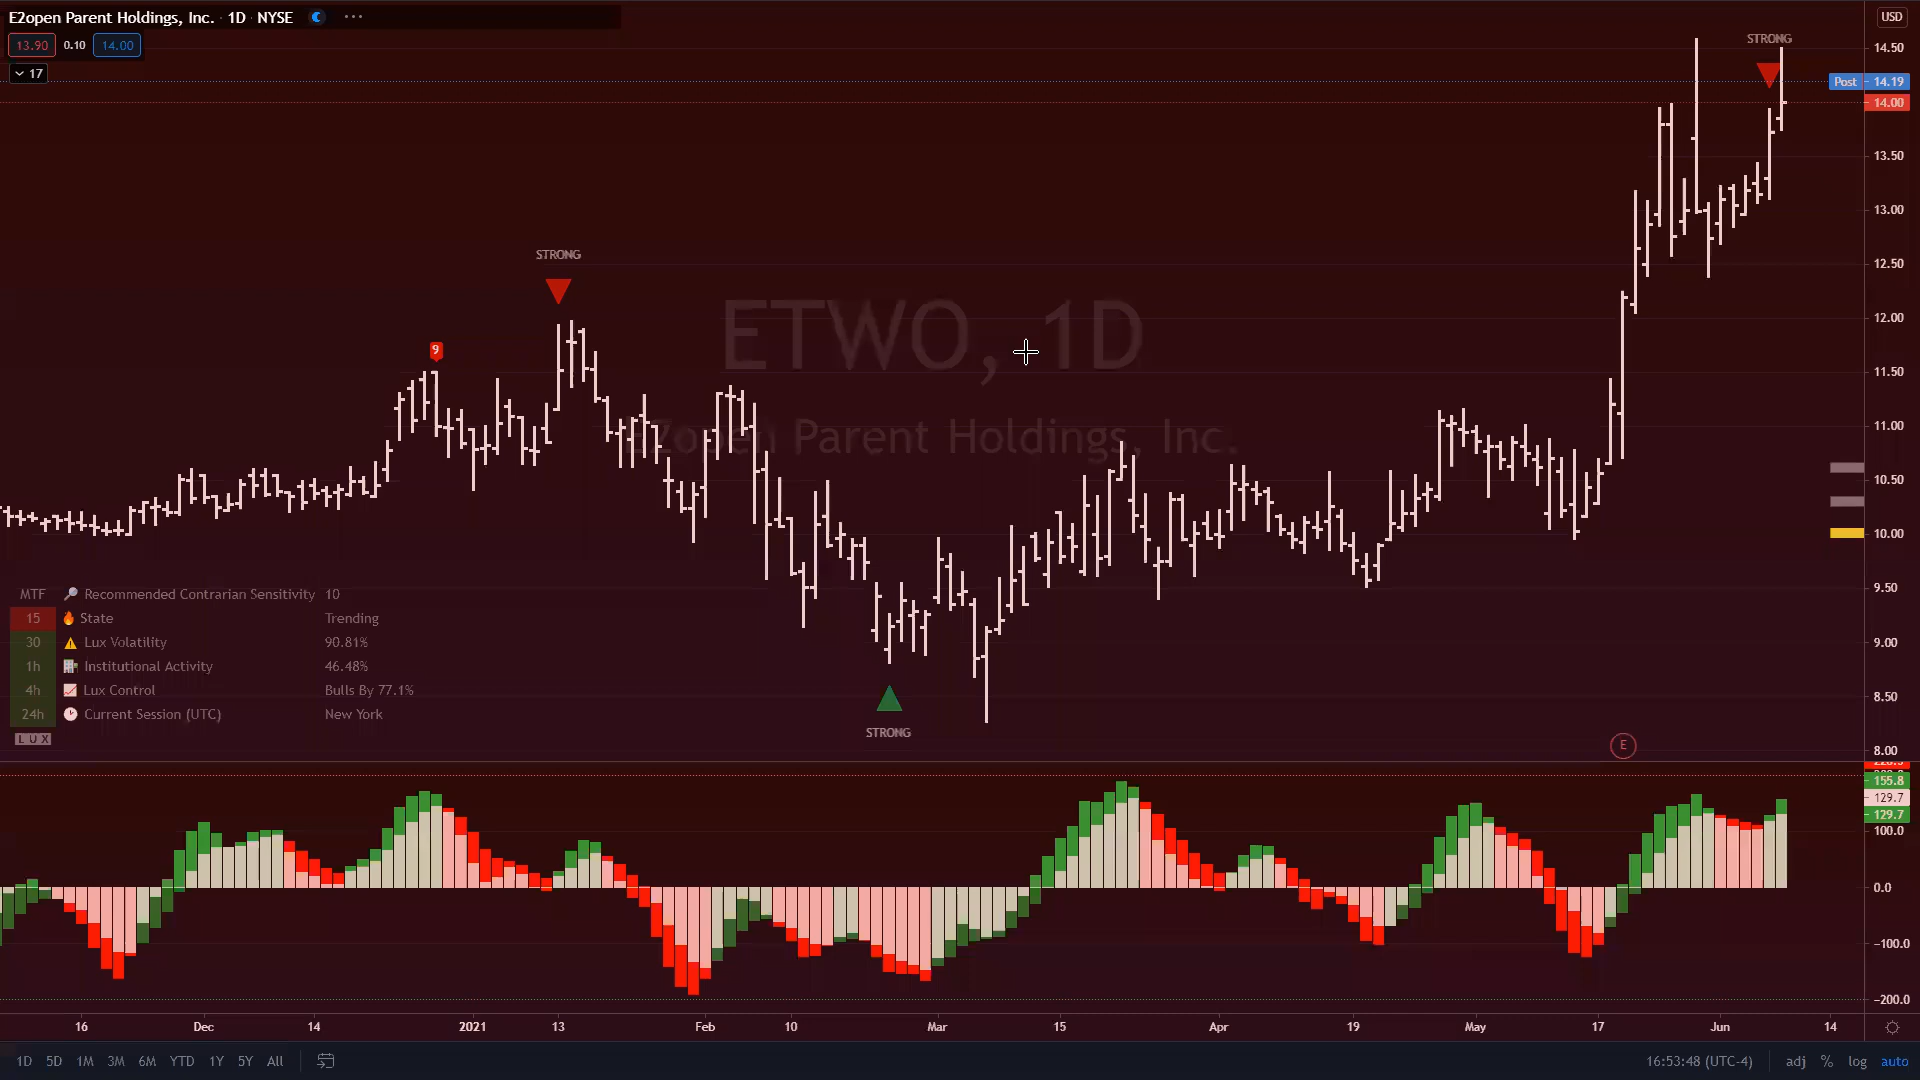 E2open Parent Holdings, Inc. · 1D · NYSE ···
13.90 0.10 14.00
17
USD
STRONG
14.50
Post 14.19
14.00
13.50
13.00
12.50
12.00
11.50
11.00
10.50
10.00
9.50
9.00
8.50
8.00
STRONG
9
ETWO, 1D
E2open Parent Holdings, Inc.
MTF Recommended Contrarian Sensitivity 10
15 State Trending
30 Lux Volatility 90.81%
1h Institutional Activity 46.48%
4h Lux Control Bulls By 77.1%
24h Current Session (UTC) New York
LUX
STRONG
E
155.8
129.7
129.7
100.0
0.0
−100.0
−200.0
16 Dec 14 2021 13 Feb 10 Mar 15 Apr 19 May 17 Jun 14
1D 5D 1M 3M 6M YTD 1Y 5Y All 16:53:48 (UTC-4) adj % log auto